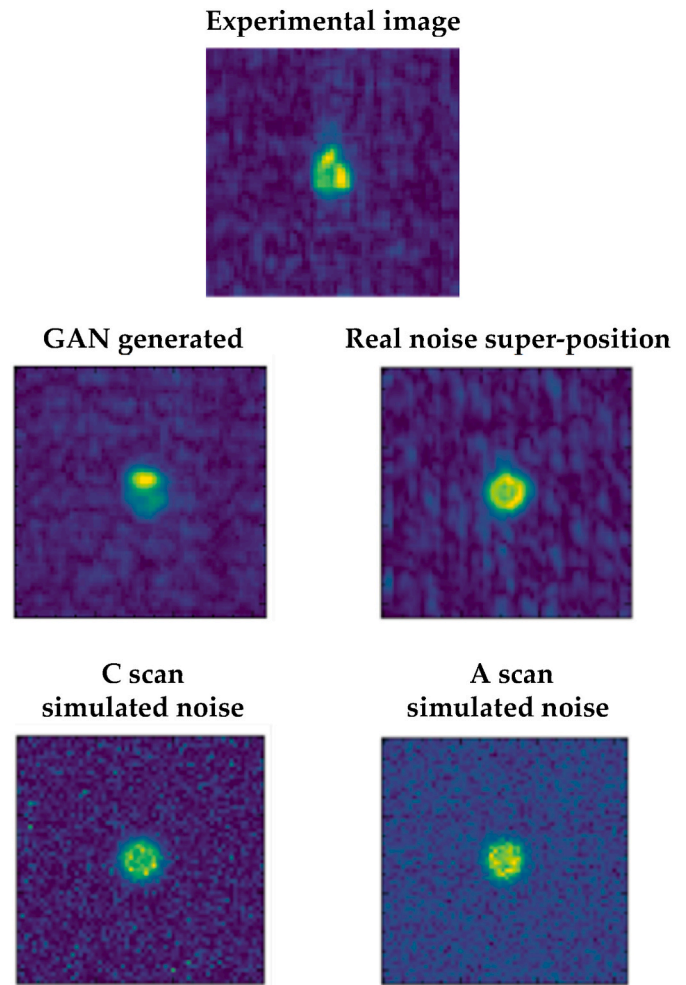 Experimental image
GAN generated
Real noise super-position
C scan
simulated noise
A scan
simulated noise